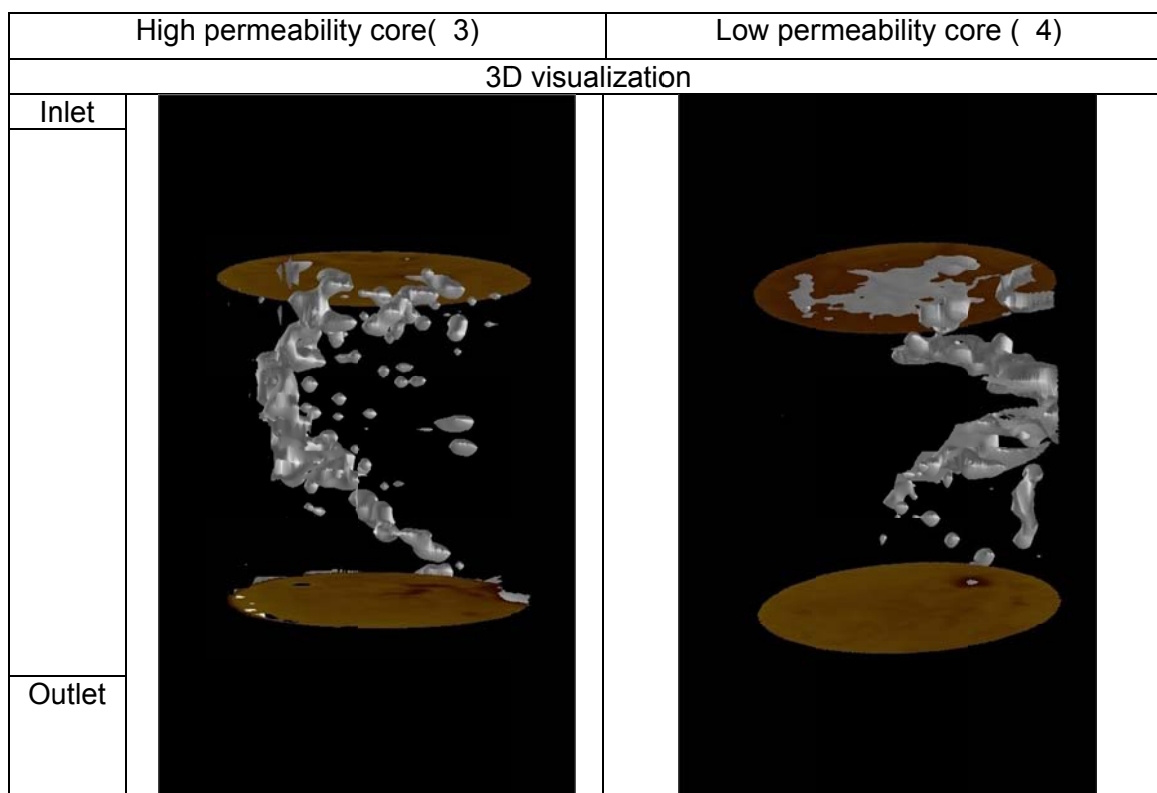 High permeability core( 3)
Low permeability core ( 4)
3D visualization
Inlet
Outlet